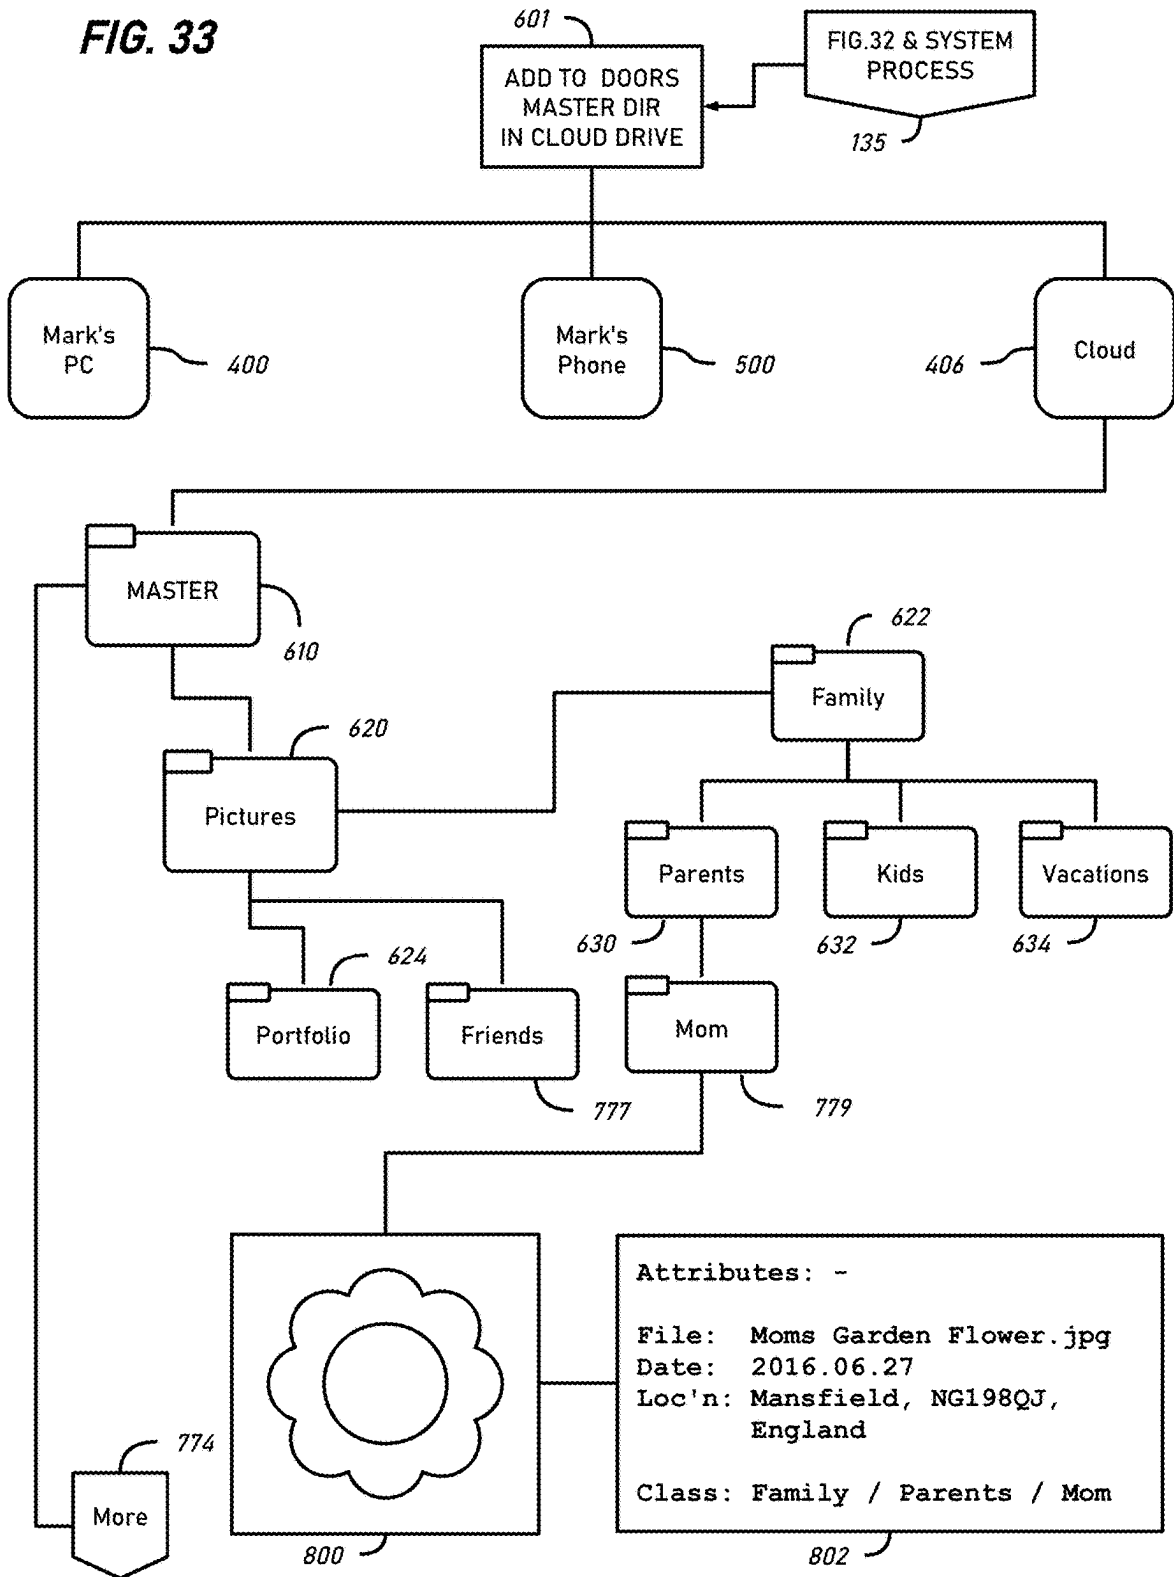 FIG. 33
601
ADD TO DOORS
MASTER DIR
IN CLOUD DRIVE
FIG.32 & SYSTEM
PROCESS
135
Mark's
PC
400
Mark's
Phone
500
406
Cloud
MASTER
610
622
Family
620
Pictures
Parents
Kids
Vacations
630
632
634
624
Portfolio
Friends
Mom
777
779
Attributes: -
File: Moms Garden Flower.jpg
Date: 2016.06.27
Loc'n: Mansfield, NG198QJ,
England
Class: Family / Parents / Mom
774
More
800
802